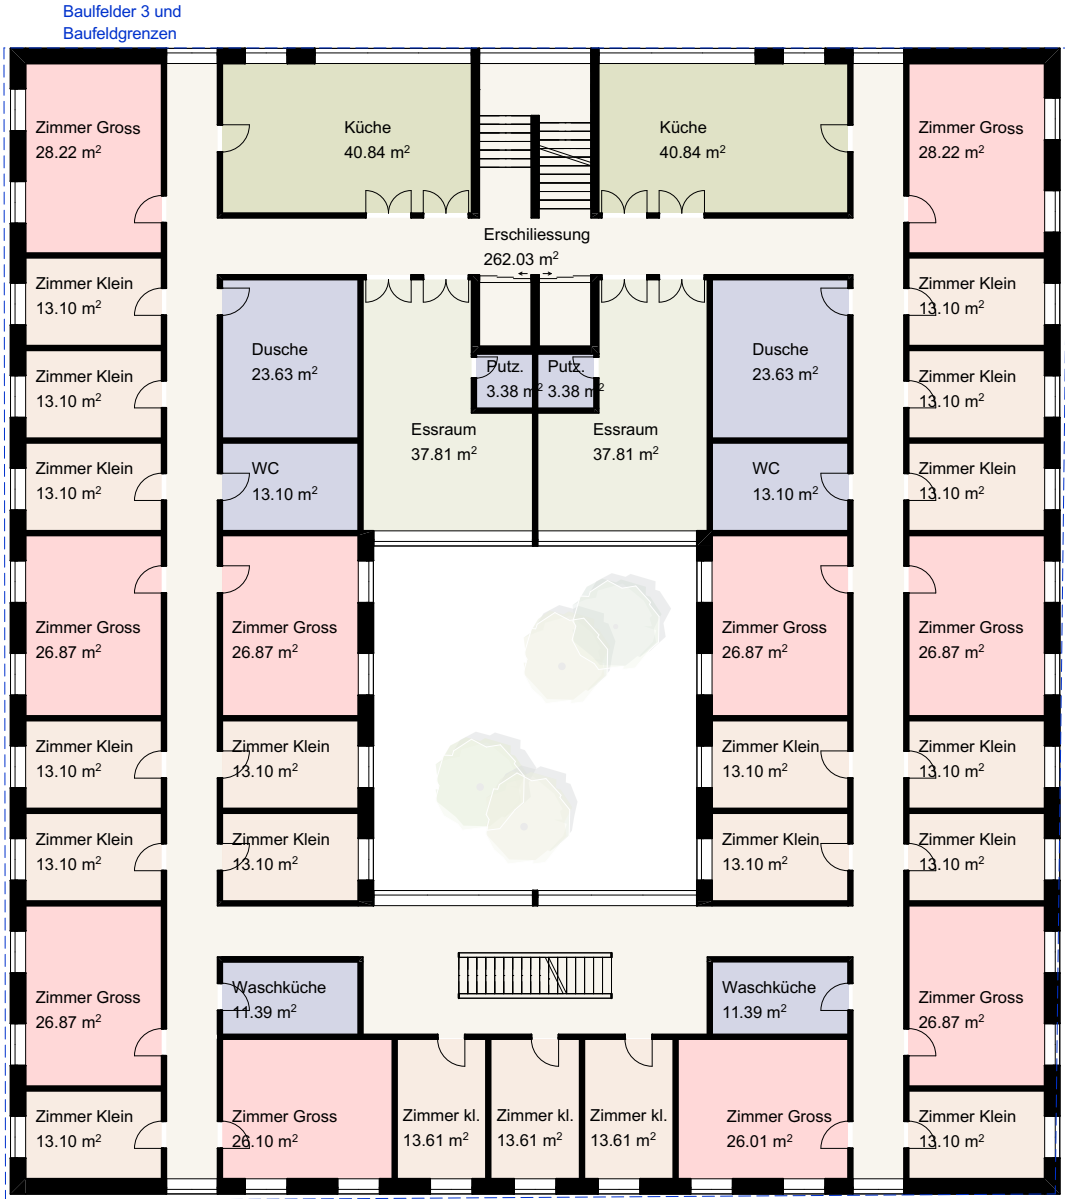 Baulfelder 3 und
Baufeldgrenzen
Zimmer Gross
28.22 m²
Küche
40.84 m²
Küche
40.84 m²
Zimmer Gross
28.22 m²
Erschiliessung
262.03 m²
Zimmer Klein
13.10 m²
Zimmer Klein
13.10 m²
Dusche
23.63 m²
Putz.
3.38 m²
Putz.
3.38 m²
Dusche
23.63 m²
Zimmer Klein
13.10 m²
Zimmer Klein
13.10 m²
Essraum
37.81 m²
Essraum
37.81 m²
Zimmer Klein
13.10 m²
WC
13.10 m²
WC
13.10 m²
Zimmer Klein
13.10 m²
Zimmer Gross
26.87 m²
Zimmer Gross
26.87 m²
Zimmer Gross
26.87 m²
Zimmer Gross
26.87 m²
Zimmer Klein
13.10 m²
Zimmer Klein
13.10 m²
Zimmer Klein
13.10 m²
Zimmer Klein
13.10 m²
Zimmer Klein
13.10 m²
Zimmer Klein
13.10 m²
Zimmer Klein
13.10 m²
Zimmer Klein
13.10 m²
Zimmer Gross
26.87 m²
Waschküche
11.39 m²
Waschküche
11.39 m²
Zimmer Gross
26.87 m²
Zimmer Klein
13.10 m²
Zimmer Gross
26.10 m²
Zimmer kl.
13.61 m²
Zimmer kl.
13.61 m²
Zimmer kl.
13.61 m²
Zimmer Gross
26.01 m²
Zimmer Klein
13.10 m²